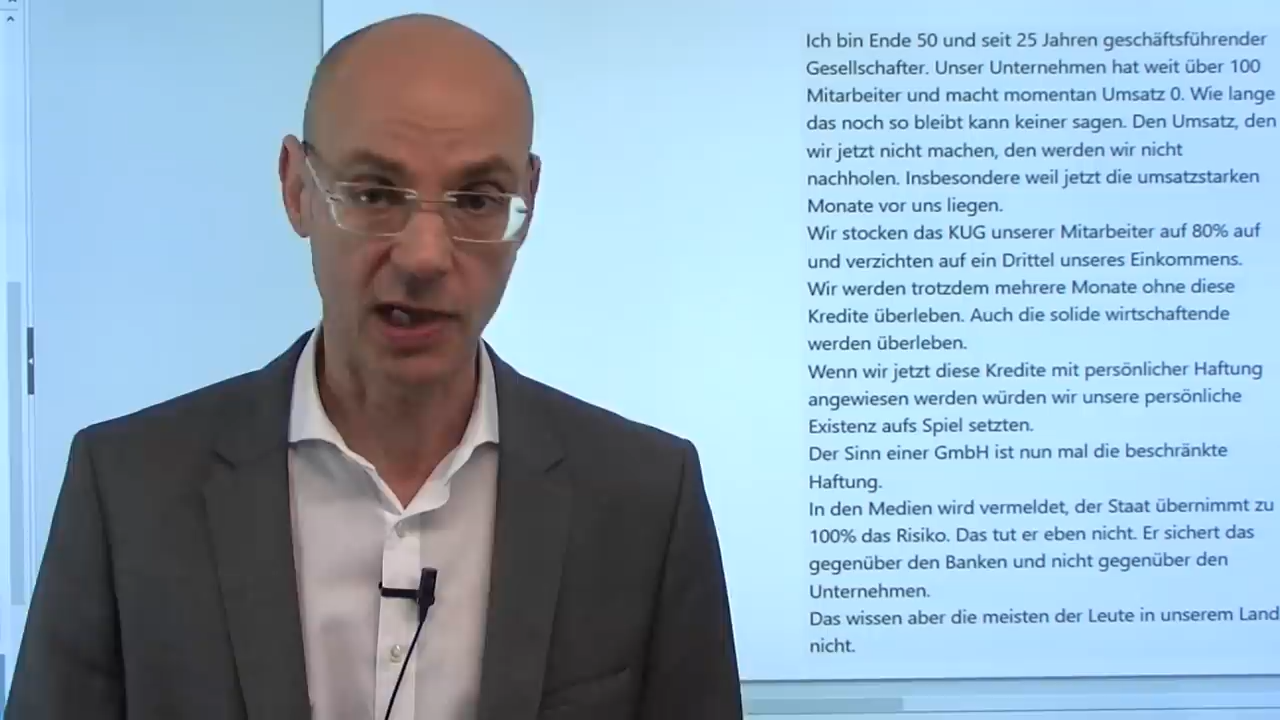 Ich bin Ende 50 und seit 25 Jahren geschäftsführender
Gesellschafter. Unser Unternehmen hat weit über 100
Mitarbeiter und macht momentan Umsatz 0. Wie lange
das noch so bleibt kann keiner sagen. Den Umsatz, den
wir jetzt nicht machen, den werden wir nicht
nachholen. Insbesondere weil jetzt die umsatzstarken
Monate vor uns liegen.
Wir stocken das KUG unserer Mitarbeiter auf 80% auf
und verzichten auf ein Drittel unseres Einkommens.
Wir werden trotzdem mehrere Monate ohne diese
Kredite überleben. Auch die solide wirtschaftende
werden überleben.
Wenn wir jetzt diese Kredite mit persönlicher Haftung
angewiesen werden würden wir unsere persönliche
Existenz aufs Spiel setzten.
Der Sinn einer GmbH ist nun mal die beschränkte
Haftung.
In den Medien wird vermeldet, der Staat übernimmt zu
100% das Risiko. Das tut er eben nicht. Er sichert das
gegenüber den Banken und nicht gegenüber den
Unternehmen.
Das wissen aber die meisten der Leute in unserem Land
nicht.